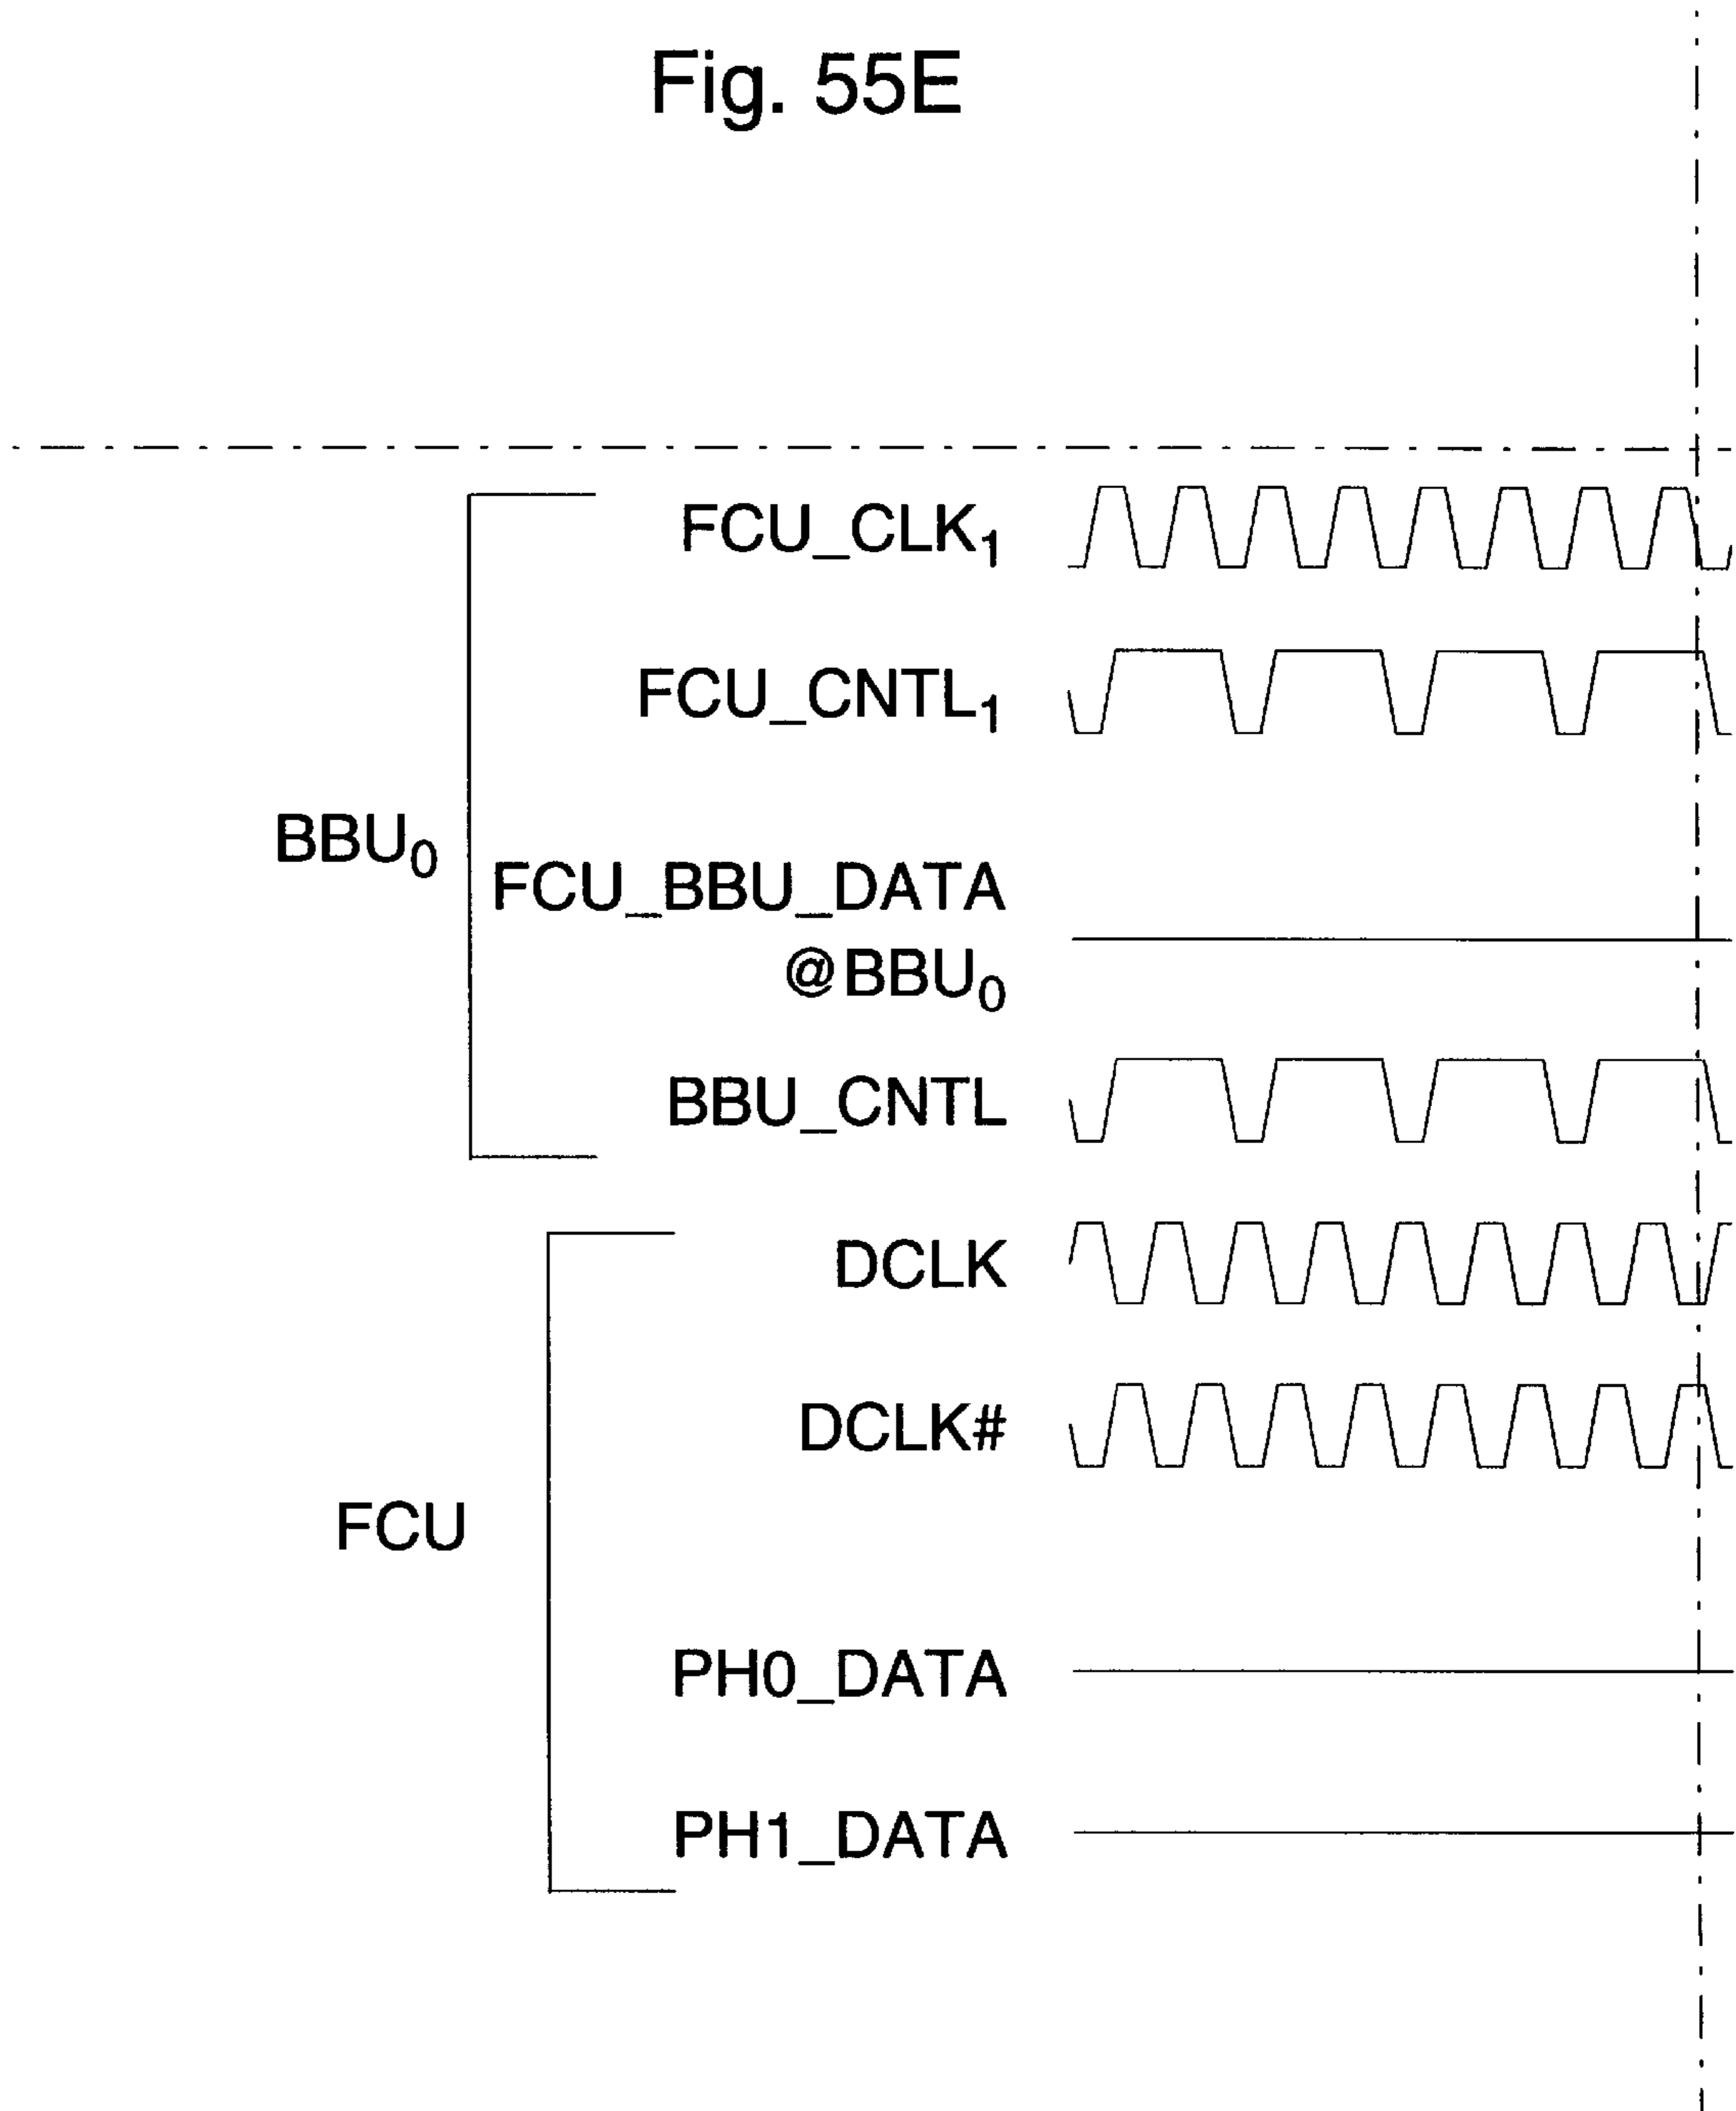 Fig. 55E
FCU_CLK₁
FCU_CNTL₁
BBU₀
FCU_BBU_DATA
@BBU₀
BBU_CNTL
DCLK
DCLK#
FCU
PH0_DATA
PH1_DATA